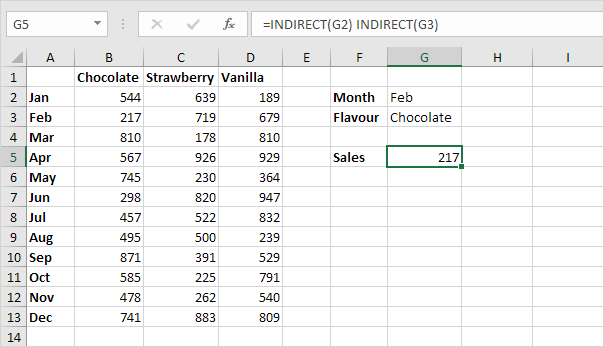 G5 fx =INDIRECT(G2) INDIRECT(G3)
A B C D E F G H I
1 Chocolate Strawberry Vanilla
2 Jan 544 639 189 Month Feb
3 Feb 217 719 679 Flavour Chocolate
4 Mar 810 178 810
5 Apr 567 926 929 Sales 217
6 May 745 230 364
7 Jun 298 820 947
8 Jul 457 522 832
9 Aug 495 500 239
10 Sep 871 391 529
11 Oct 585 225 791
12 Nov 478 262 540
13 Dec 741 883 809
14